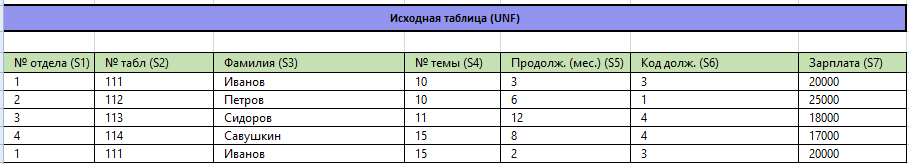 Исходная таблица (UNF)
№ отдела (S1) № табл (S2) Фамилия (S3) № темы (S4) Продолж. (мес.) (S5) Код долж. (S6) Зарплата (S7)
1 111 Иванов 10 3 3 20000
2 112 Петров 10 6 1 25000
3 113 Сидоров 11 12 4 18000
4 114 Савушкин 15 8 4 17000
1 111 Иванов 15 2 3 20000